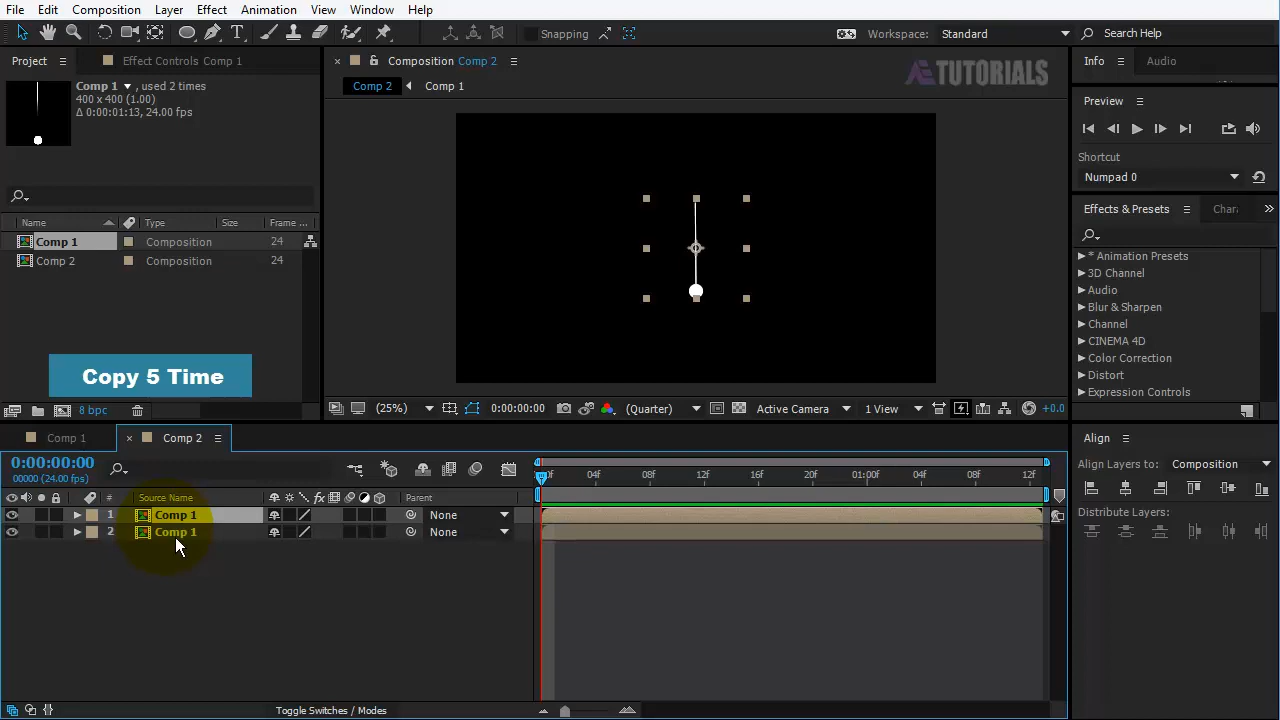 File Edit Composition Layer Effect Animation View Window Help
Snapping Workspace: Standard Search Help
Project Effect Controls Comp 1 Composition Comp 2 Info Audio
Comp 1, used 2 times
400 x 400 (1.00)
Δ 0:00:01:13, 24.00 fps
Comp 2 Comp 1
TUTORIALS
Preview
Shortcut
Numpad 0
Effects & Presets Chara
Name Type Size Frame ...
Comp 1 Composition 24
Comp 2 Composition 24
* Animation Presets
3D Channel
Audio
Blur & Sharpen
Channel
CINEMA 4D
Color Correction
Distort
Expression Controls
Copy 5 Time
8 bpc (25%) 0:00:00:00 (Quarter) Active Camera 1 View +0.0
Comp 1 Comp 2
0:00:00:00
00000 (24.00 fps)
04f 08f 12f 16f 20f 01:00f 04f 08f 12f
# Source Name Parent
1 Comp 1 None
2 Comp 1 None
Toggle Switches / Modes
Align
Align Layers to: Composition
Distribute Layers: